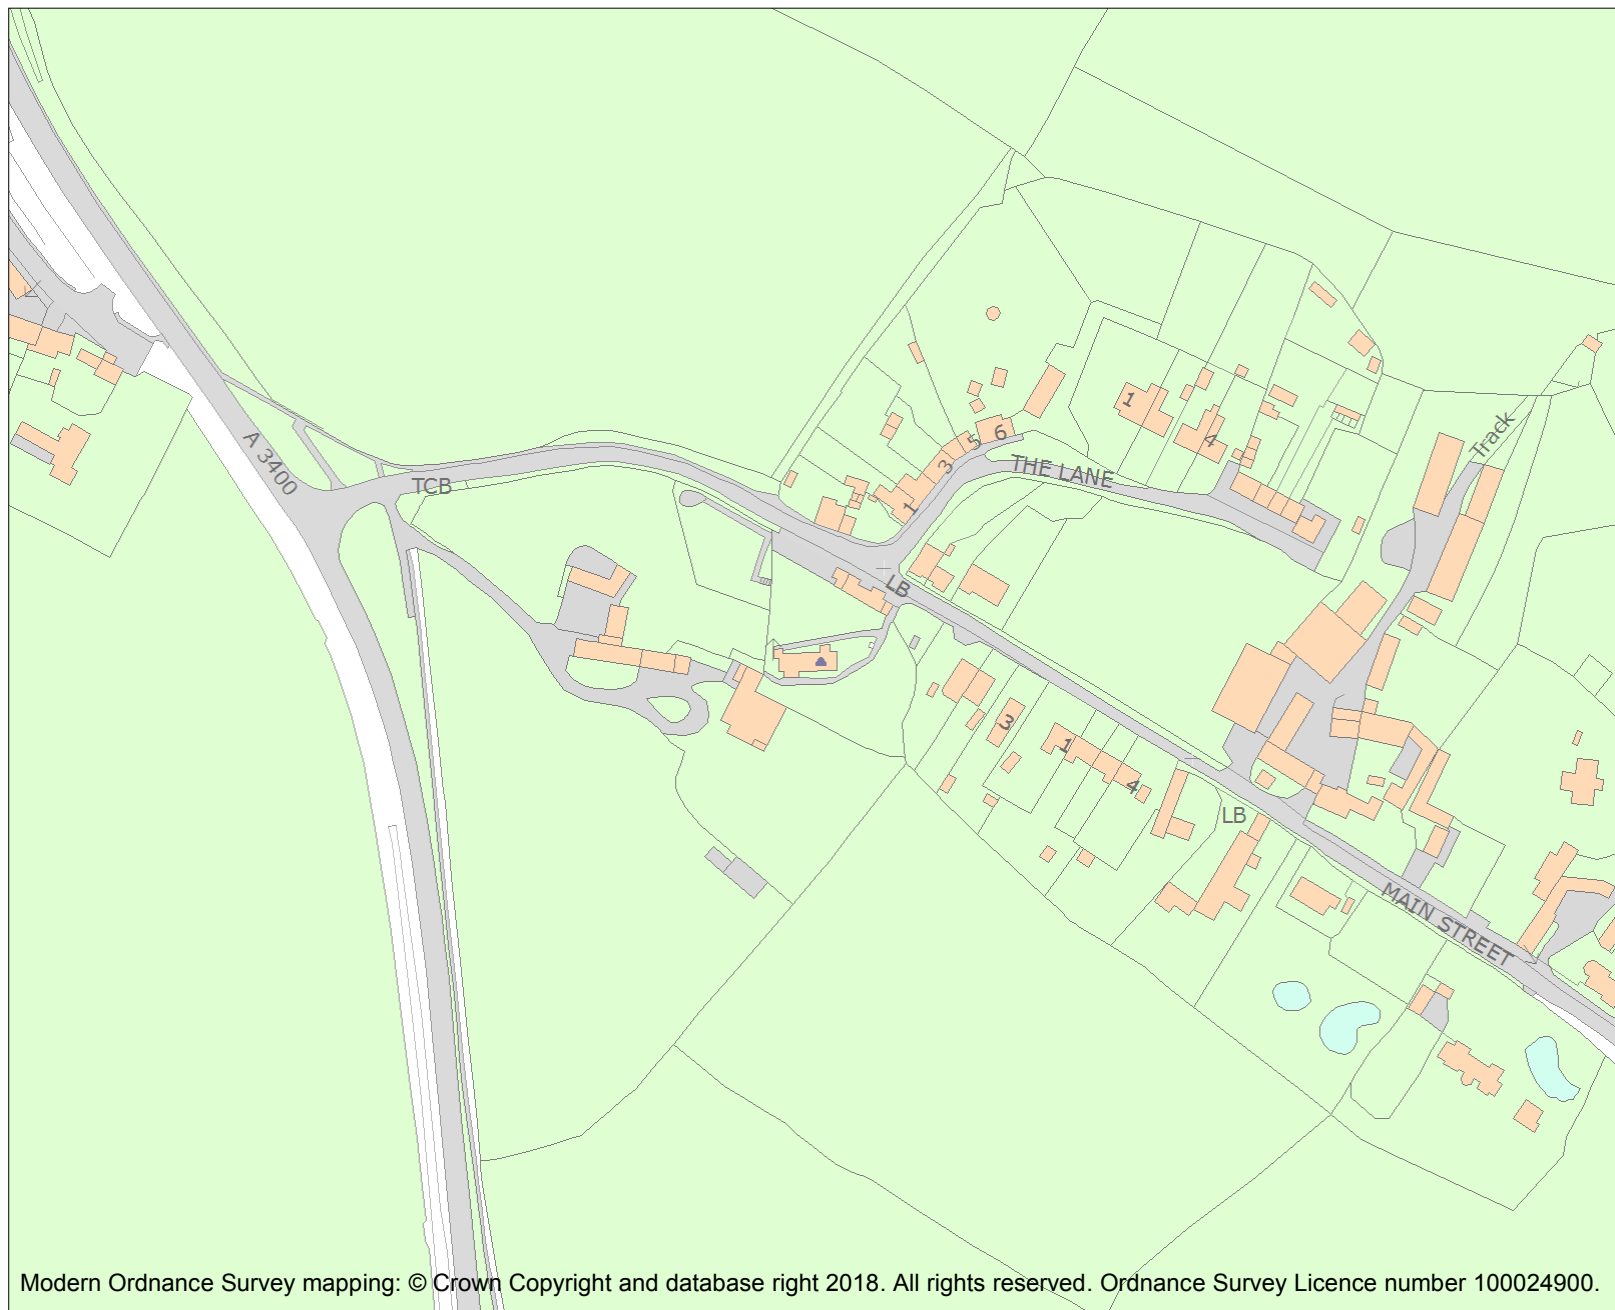 A 3400
TCB
THE LANE
1
3
5
6
1
4
Track
LB
3
1
4
LB
MAIN STREET
Modern Ordnance Survey mapping: © Crown Copyright and database right 2018. All rights reserved. Ordnance Survey Licence number 100024900.